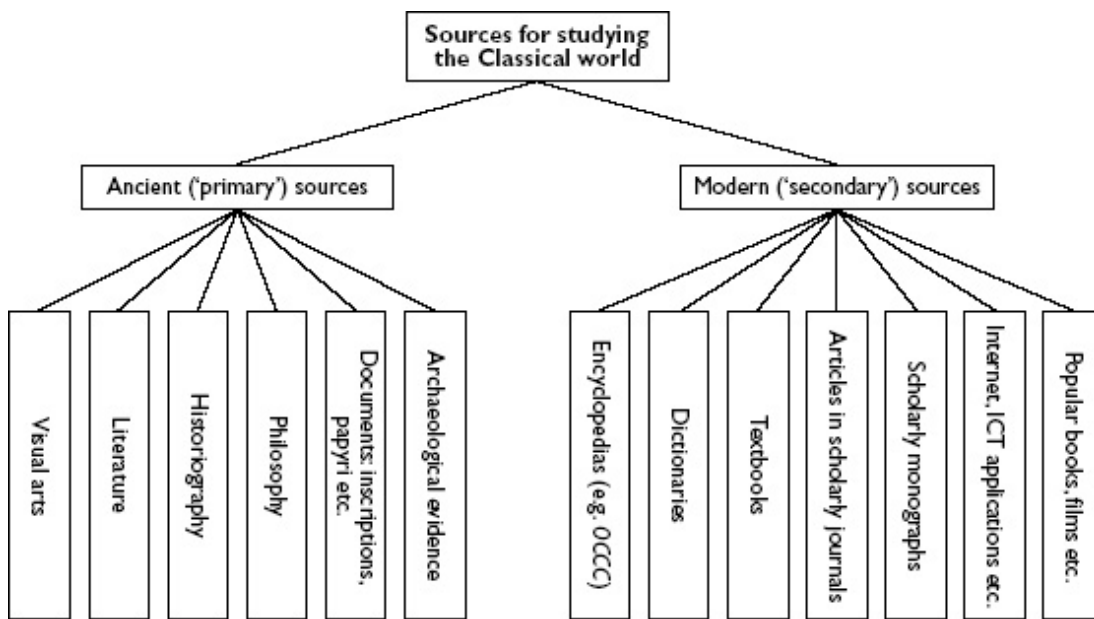 Sources for studying
the Classical world
Ancient (‘primary’) sources
Modern (‘secondary’) sources
Visual arts
Literature
Historiography
Philosophy
Documents: inscriptions,
papyri etc.
Archaeological evidence
Encyclopedias (e.g. OCCC)
Dictionaries
Textbooks
Articles in scholarly journals
Scholarly monographs
Internet, ICT applications etc.
Popular books, films etc.